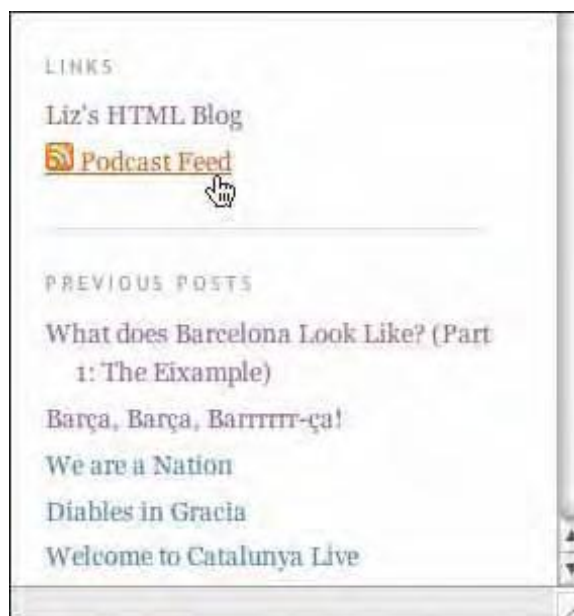 LINKS
Liz's HTML Blog
Podcast Feed
PREVIOUS POSTS
What does Barcelona Look Like? (Part
1: The Eixample)
Barça, Barça, Barrrrrr-ça!
We are a Nation
Diables in Gracia
Welcome to Catalunya Live